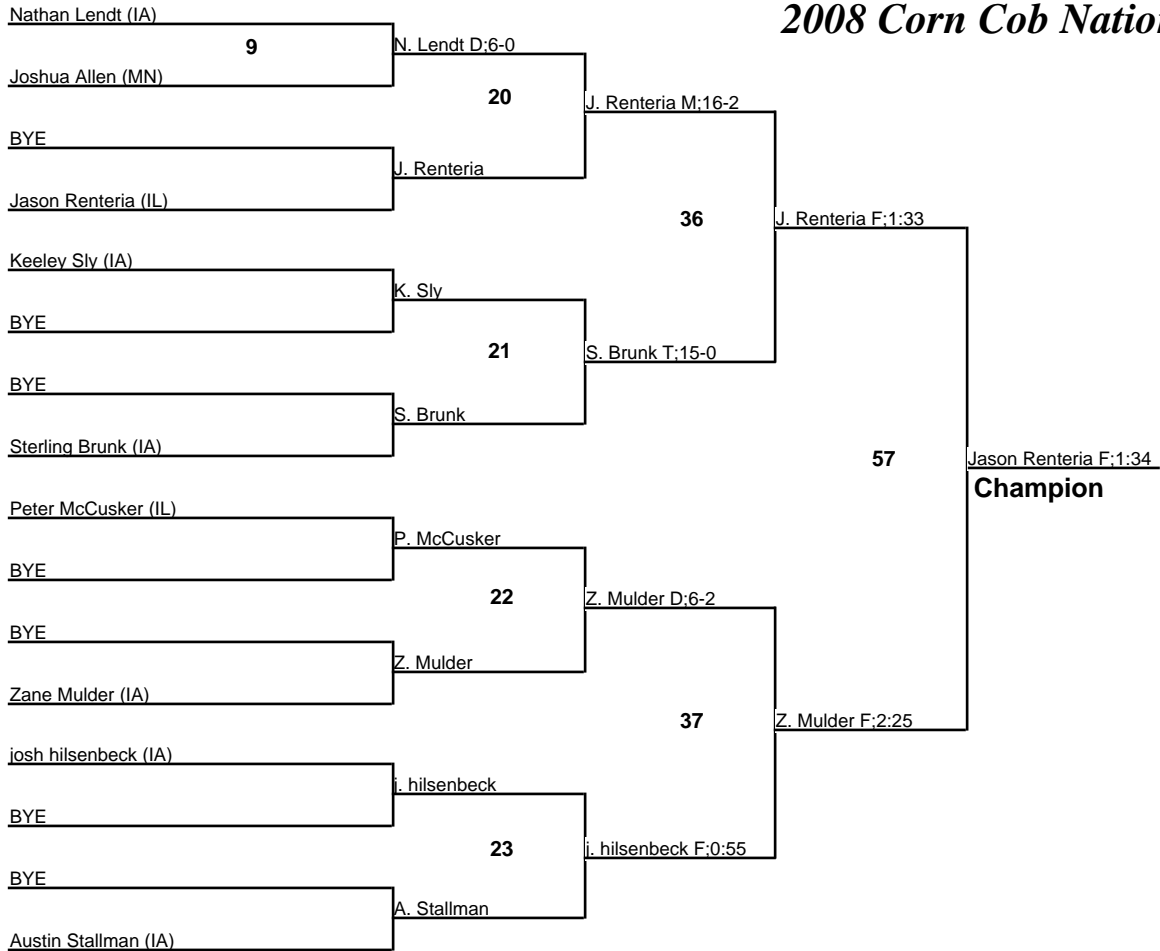 2008 Corn Cob Nation
Nathan Lendt (IA)
9
N. Lendt D;6-0
Joshua Allen (MN)
20
J. Renteria M;16-2
BYE
J. Renteria
Jason Renteria (IL)
36
J. Renteria F;1:33
Keeley Sly (IA)
K. Sly
BYE
21
S. Brunk T;15-0
BYE
S. Brunk
Sterling Brunk (IA)
57
Jason Renteria F;1:34
Champion
Peter McCusker (IL)
P. McCusker
BYE
22
Z. Mulder D;6-2
BYE
Z. Mulder
Zane Mulder (IA)
37
Z. Mulder F;2:25
josh hilsenbeck (IA)
j. hilsenbeck
BYE
23
j. hilsenbeck F;0:55
BYE
A. Stallman
Austin Stallman (IA)